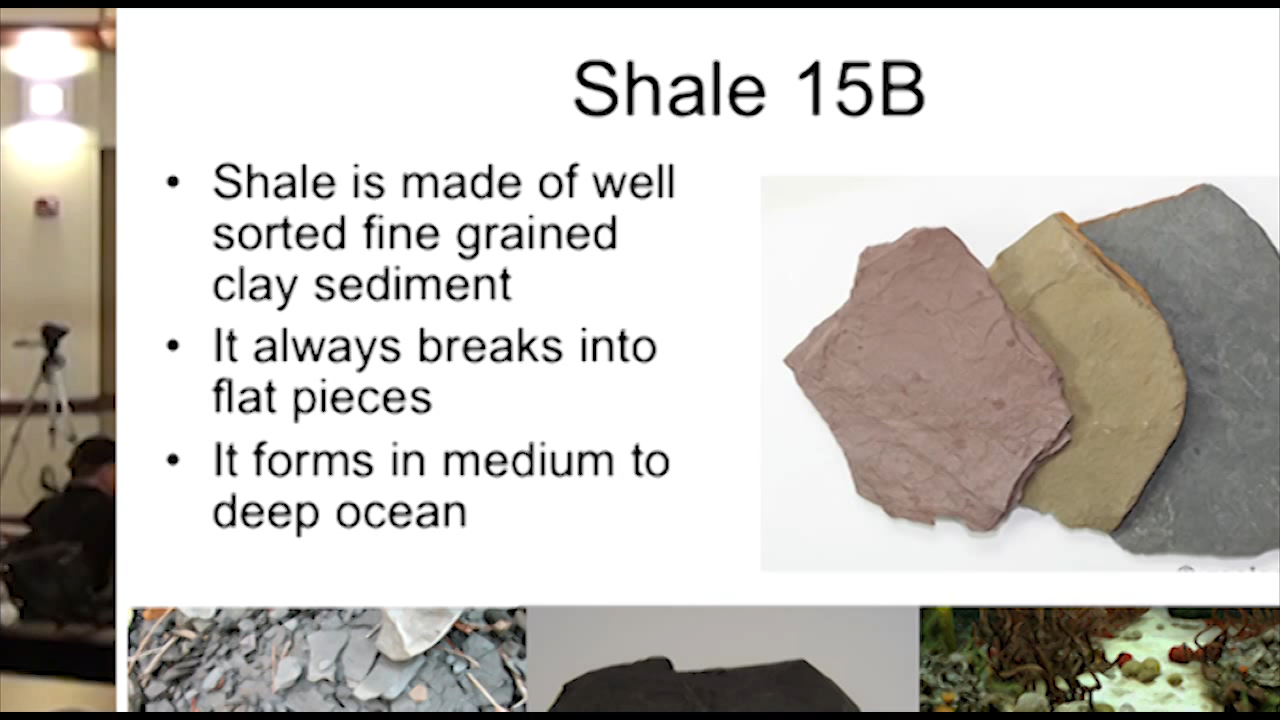 Shale 15B
• Shale is made of well
sorted fine grained
clay sediment
• It always breaks into
flat pieces
• It forms in medium to
deep ocean